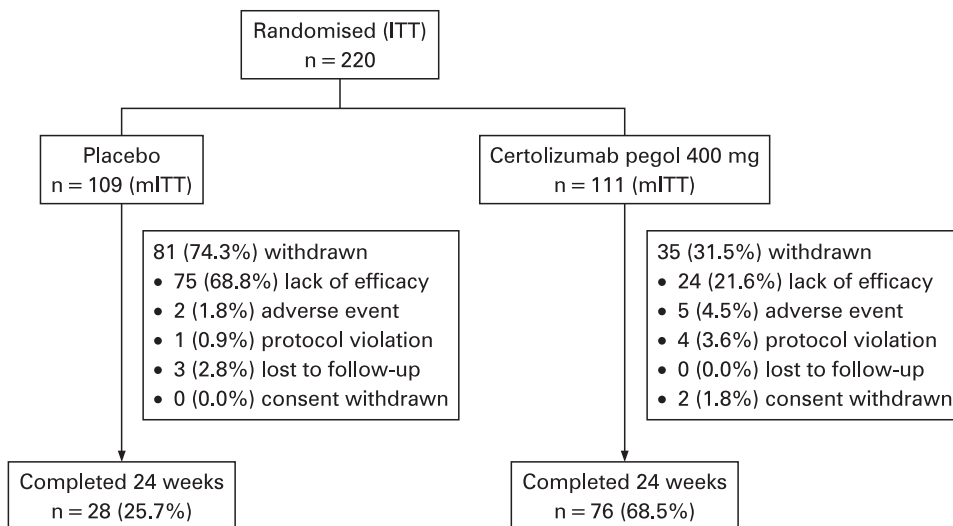 Randomised (ITT)
n = 220
Placebo
n = 109 (mITT)
Certolizumab pegol 400 mg
n = 111 (mITT)
81 (74.3%) withdrawn
• 75 (68.8%) lack of efficacy
• 2 (1.8%) adverse event
• 1 (0.9%) protocol violation
• 3 (2.8%) lost to follow-up
• 0 (0.0%) consent withdrawn
35 (31.5%) withdrawn
• 24 (21.6%) lack of efficacy
• 5 (4.5%) adverse event
• 4 (3.6%) protocol violation
• 0 (0.0%) lost to follow-up
• 2 (1.8%) consent withdrawn
Completed 24 weeks
n = 28 (25.7%)
Completed 24 weeks
n = 76 (68.5%)